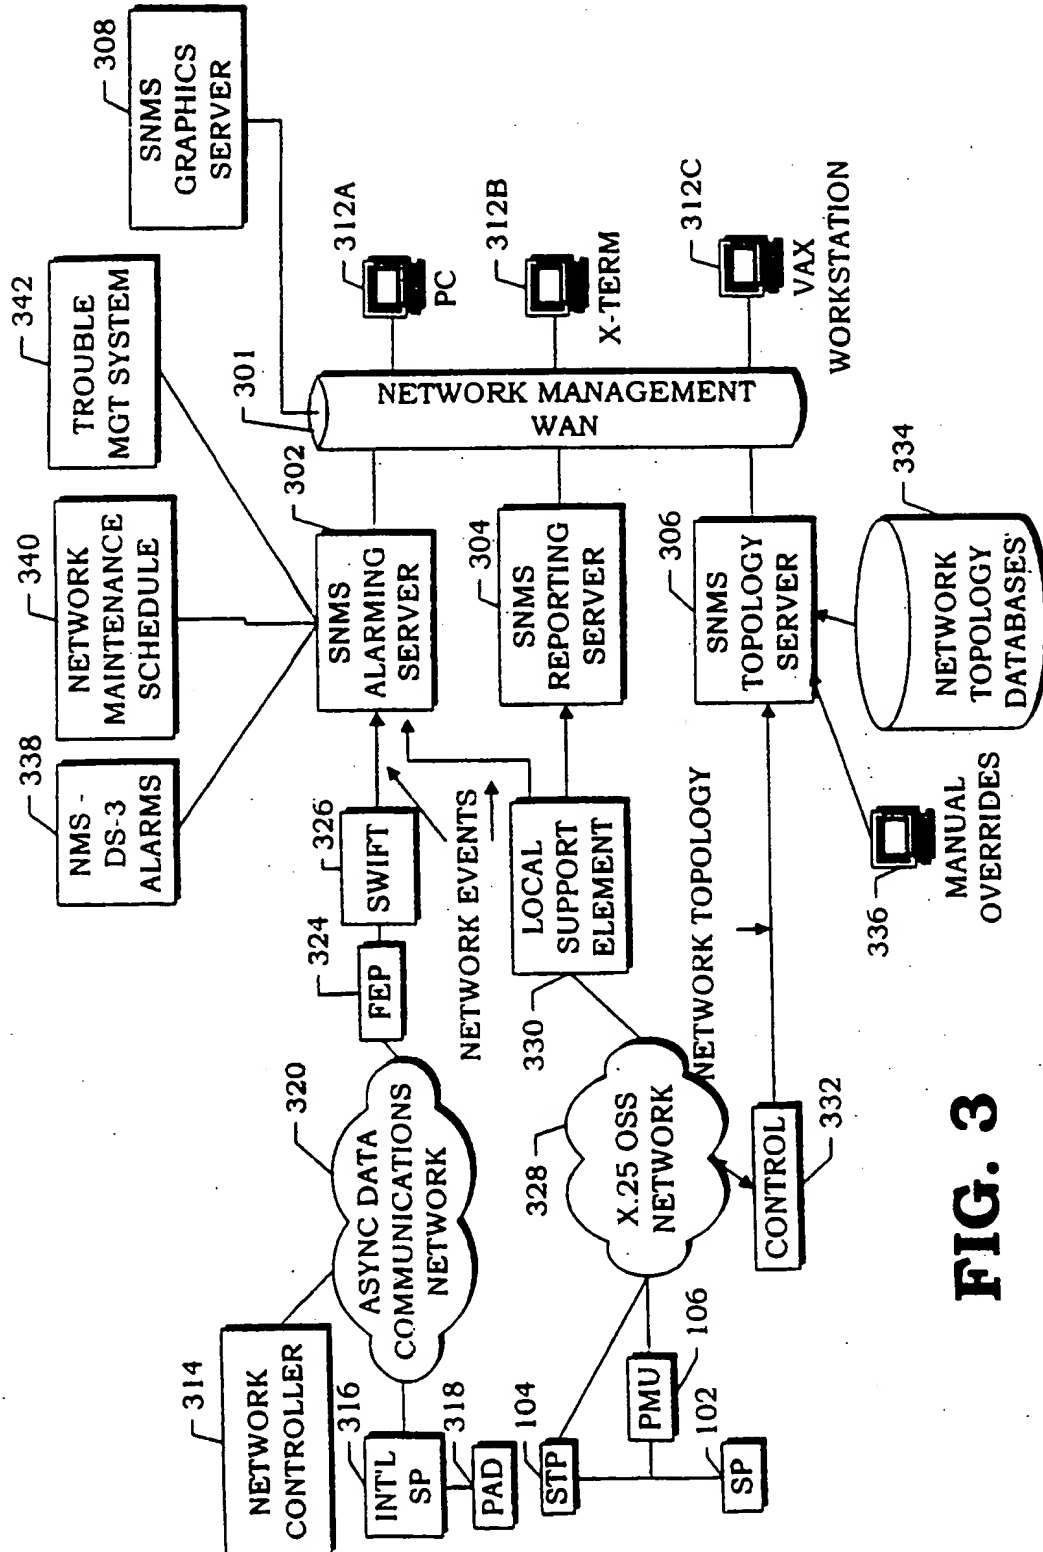 308
SNMS
GRAPHICS
SERVER
342
TROUBLE
MGT SYSTEM
340
NETWORK
MAINTENANCE
SCHEDULE
338
NMS -
DS-3
ALARMS
301
NETWORK MANAGEMENT
WAN
312A
PC
312B
X-TERM
312C
VAX
WORKSTATION
302
SNMS
ALARMING
SERVER
304
SNMS
REPORTING
SERVER
306
SNMS
TOPOLOGY
SERVER
334
NETWORK
TOPOLOGY
DATABASES
336
MANUAL
OVERRIDES
326
SWIFT
324
FEP
NETWORK EVENTS
LOCAL
SUPPORT
ELEMENT
330
NETWORK TOPOLOGY
320
ASYNC DATA
COMMUNICATIONS
NETWORK
328
X.25 OSS
NETWORK
CONTROL
332
314
NETWORK
CONTROLLER
316
INT'L
SP
318
PAD
104
STP
PMU
106
102
SP
FIG. 3